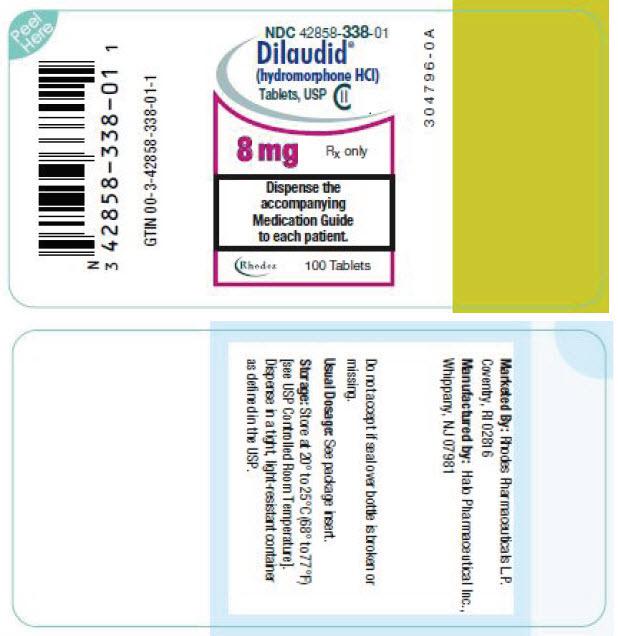 Peel
Here
N
3 42858-338-01 1
GTIN 00-3-42858-338-01-1
NDC 42858-338-01
Dilaudid®
(hydromorphone HCl)
Tablets, USP CII
8 mg Rx only
Dispense the
accompanying
Medication Guide
to each patient.
Rhodes 100 Tablets
304796-0A
Marketed By: Rhodes Pharmaceuticals L.P.
Coventry, RI 02816
Manufactured by: Halo Pharmaceutical Inc.,
Whippany, NJ 07981
Do not accept if seal over bottle is broken or
missing.
Usual Dosage: See package insert.
Storage: Store at 20° to 25°C (68° to 77°F)
[see USP Controlled Room Temperature].
Dispense in a tight, light-resistant container
as defined in the USP.